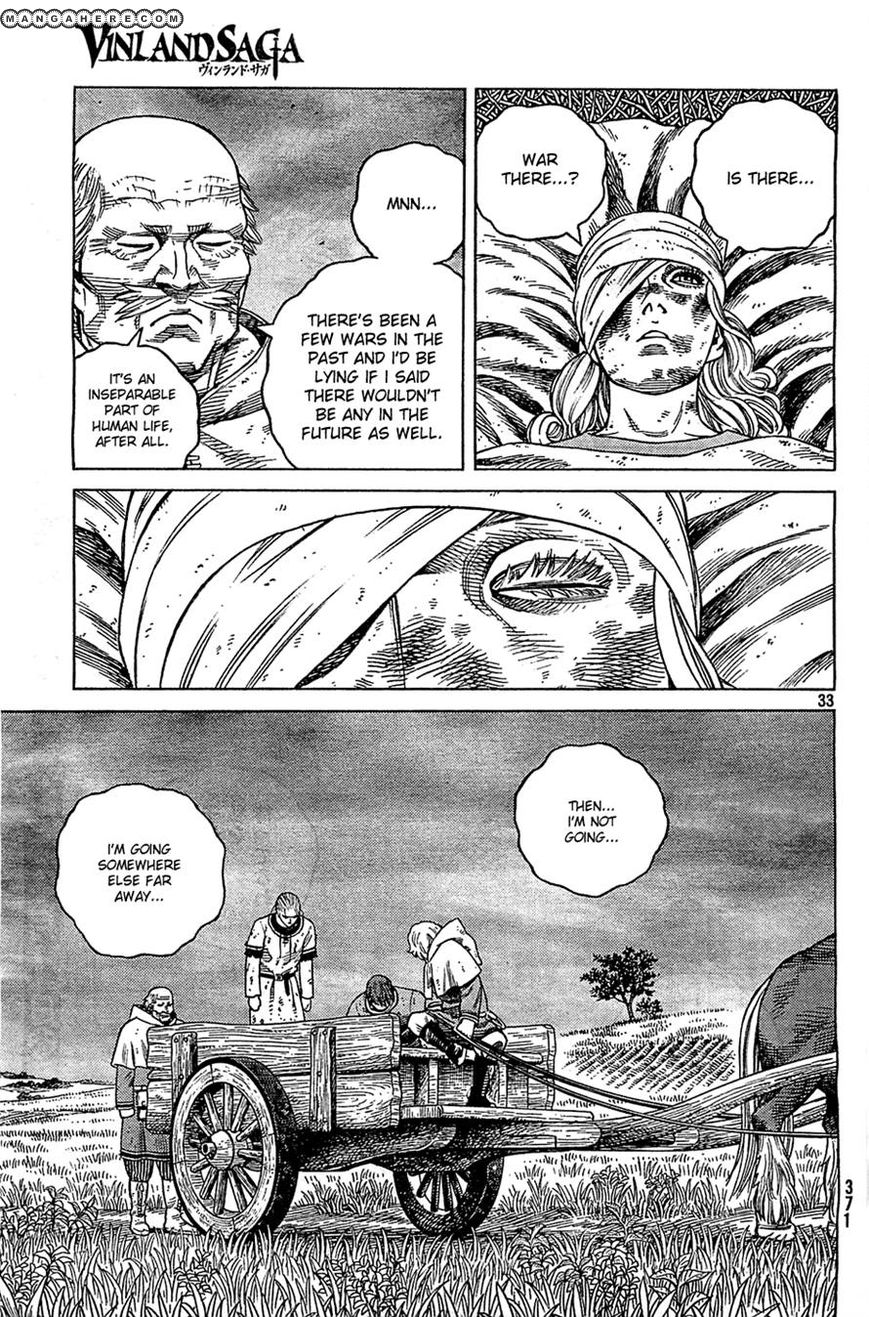 MANGAHERE.COM
VINLAND SAGA
ヴィンランド・サガ
IS THERE...
WAR
THERE...?
MNN...
THERE'S BEEN A
FEW WARS IN THE
PAST AND I'D BE
LYING IF I SAID
THERE WOULDN'T
BE ANY IN THE
FUTURE AS WELL.
IT'S AN
INSEPARABLE
PART OF
HUMAN LIFE,
AFTER ALL.
33
THEN...
I'M NOT
GOING...
I'M GOING
SOMEWHERE
ELSE FAR
AWAY...
371